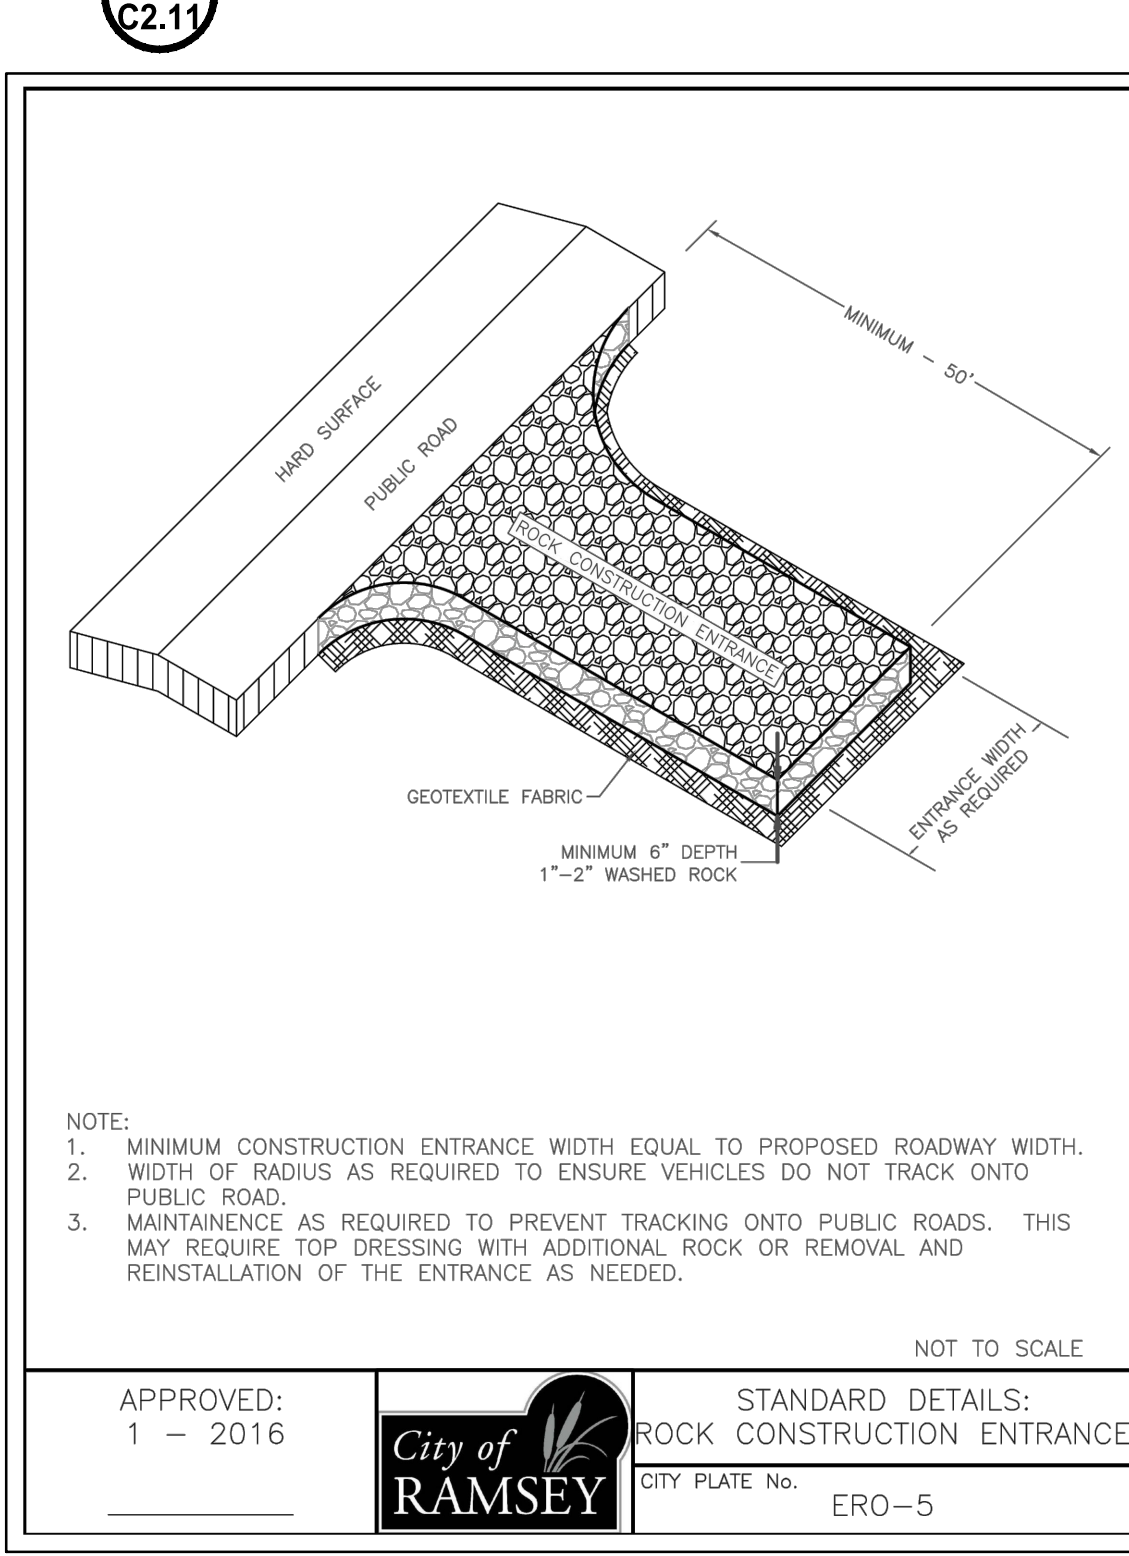 C2.11
HARD SURFACE
PUBLIC ROAD
MINIMUM - 50'
ROCK CONSTRUCTION ENTRANCE
ENTRANCE WIDTH
AS REQUIRED
GEOTEXTILE FABRIC
MINIMUM 6" DEPTH
1"-2" WASHED ROCK
NOTE:
1. MINIMUM CONSTRUCTION ENTRANCE WIDTH EQUAL TO PROPOSED ROADWAY WIDTH.
2. WIDTH OF RADIUS AS REQUIRED TO ENSURE VEHICLES DO NOT TRACK ONTO
PUBLIC ROAD.
3. MAINTAINENCE AS REQUIRED TO PREVENT TRACKING ONTO PUBLIC ROADS. THIS
MAY REQUIRE TOP DRESSING WITH ADDITIONAL ROCK OR REMOVAL AND
REINSTALLATION OF THE ENTRANCE AS NEEDED.
NOT TO SCALE
APPROVED:
1 - 2016
City of
RAMSEY
STANDARD DETAILS:
ROCK CONSTRUCTION ENTRANCE
CITY PLATE No.
ERO-5